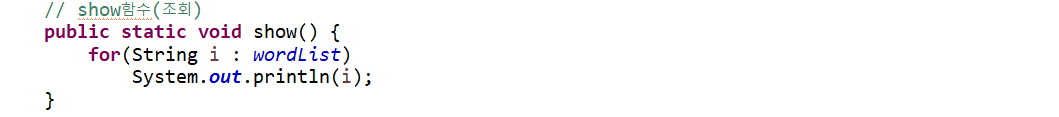 // show함수(조회)
public static void show() {
    for(String i : wordList)
        System.out.println(i);
}